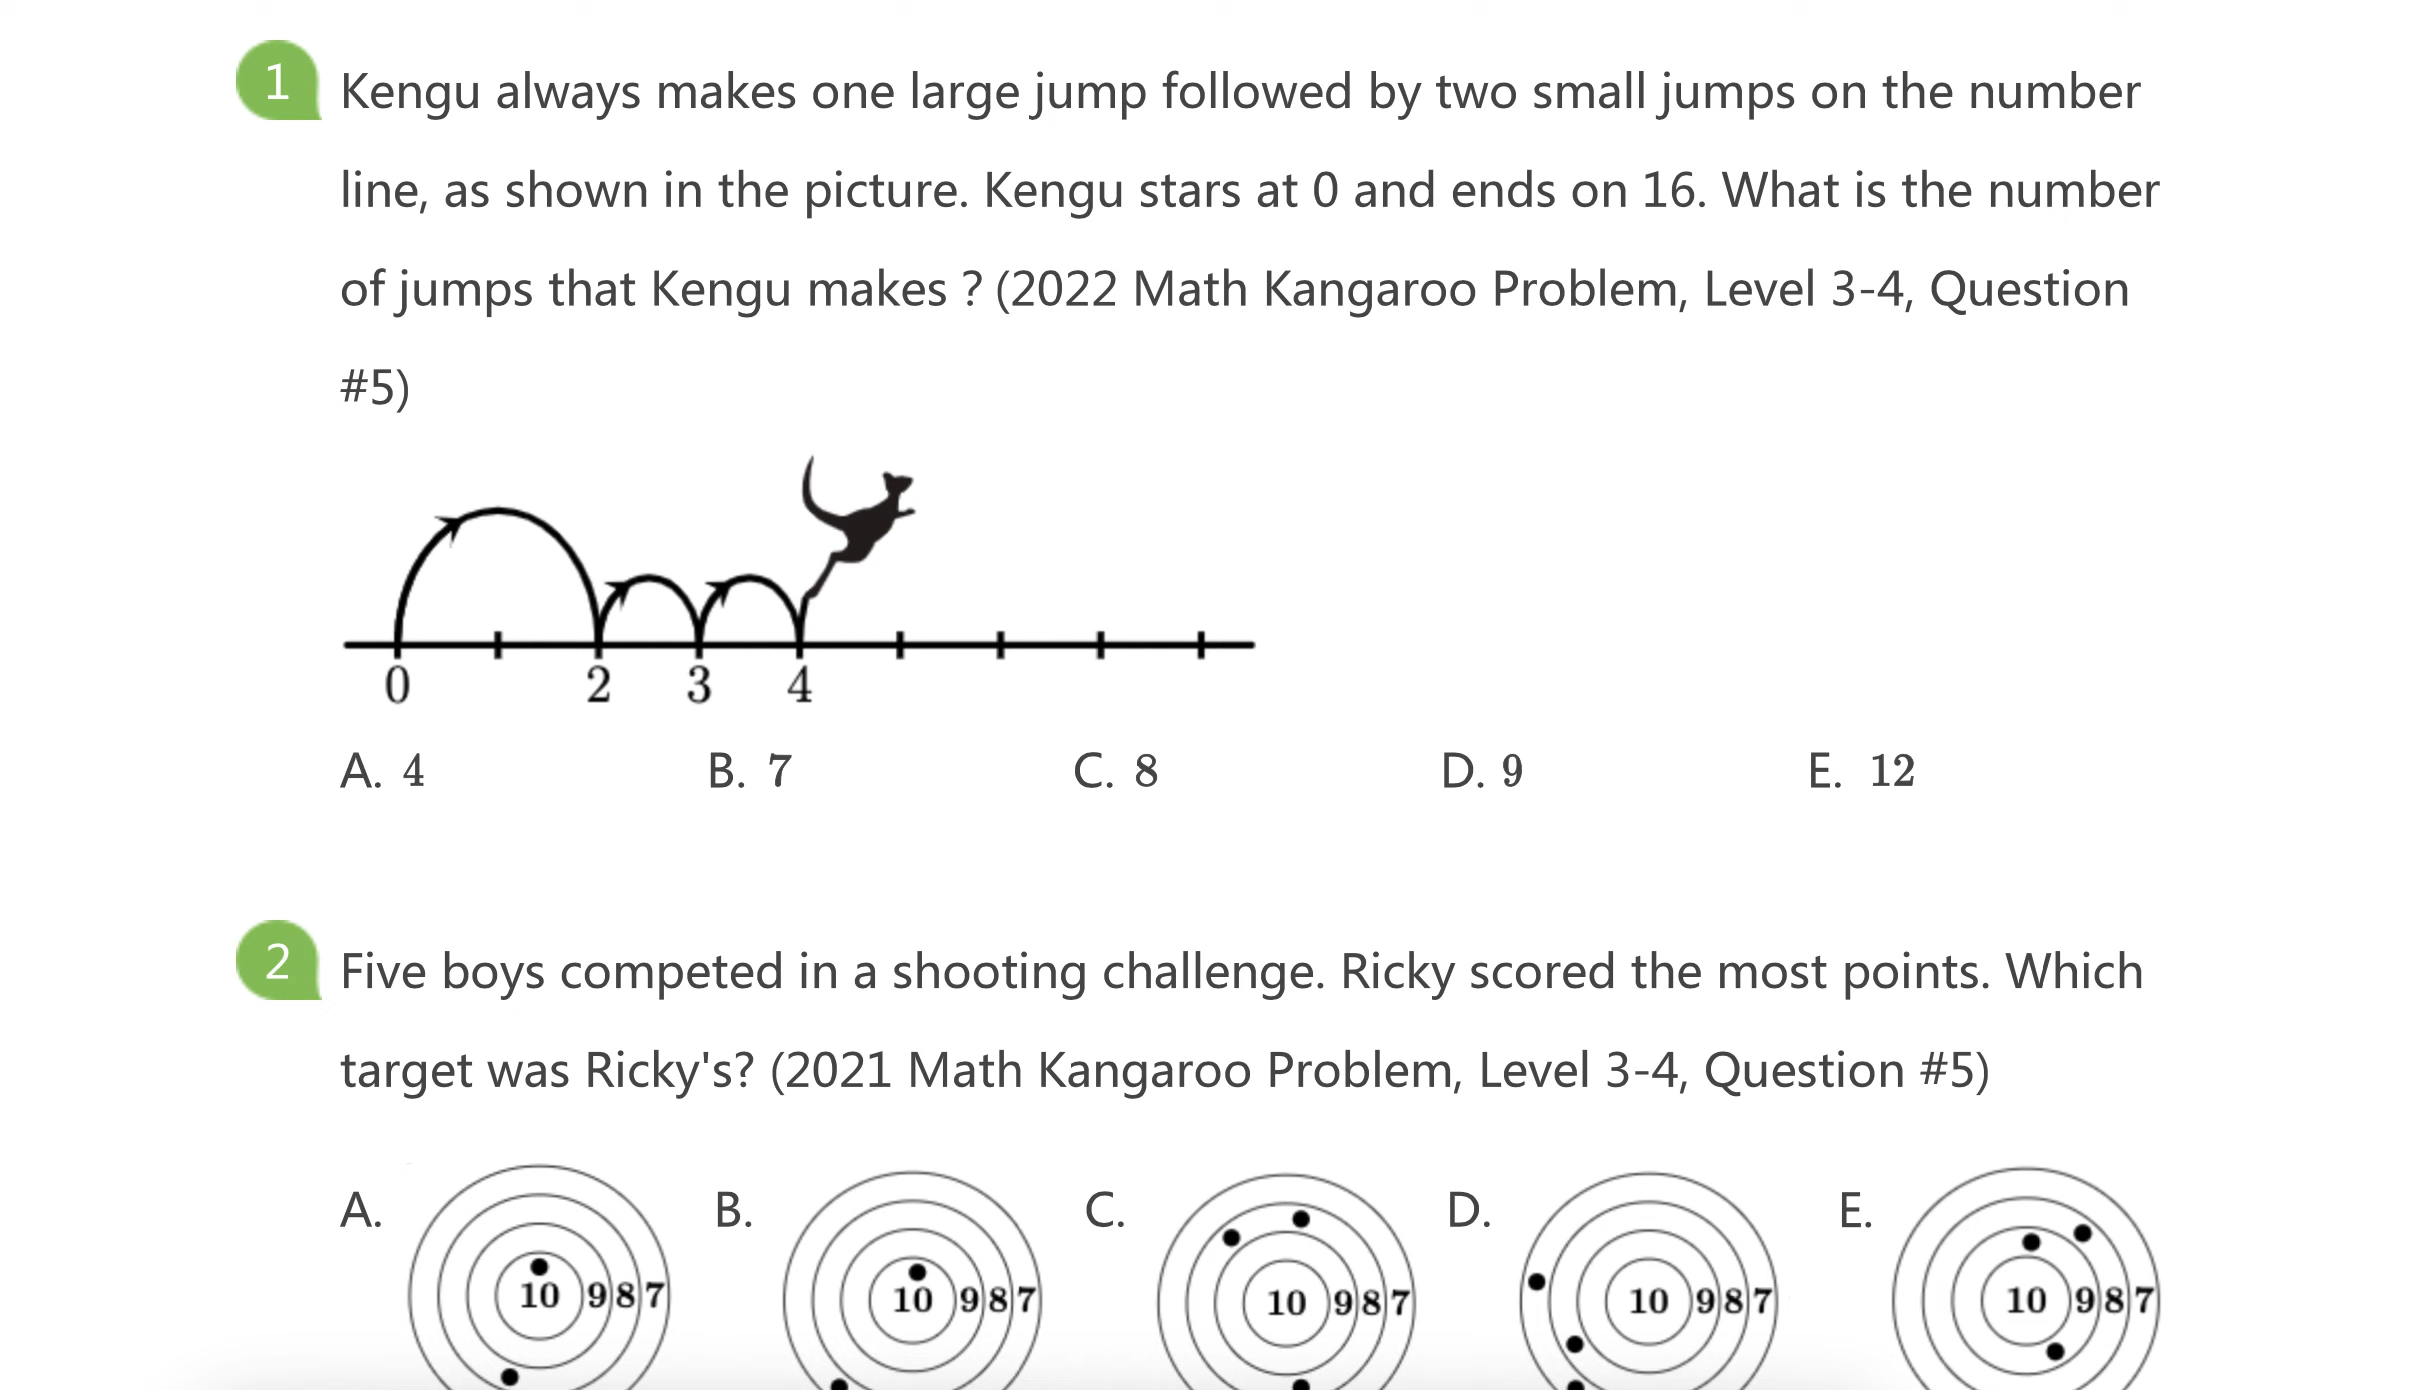 1
Kengu always makes one large jump followed by two small jumps on the number
line, as shown in the picture. Kengu stars at 0 and ends on 16. What is the number
of jumps that Kengu makes ? (2022 Math Kangaroo Problem, Level 3-4, Question
#5)
0 2 3 4
A. 4 B. 7 C. 8 D. 9 E. 12
2
Five boys competed in a shooting challenge. Ricky scored the most points. Which
target was Ricky's? (2021 Math Kangaroo Problem, Level 3-4, Question #5)
A. B. C. D. E.
10 9 8 7 10 9 8 7 10 9 8 7 10 9 8 7 10 9 8 7